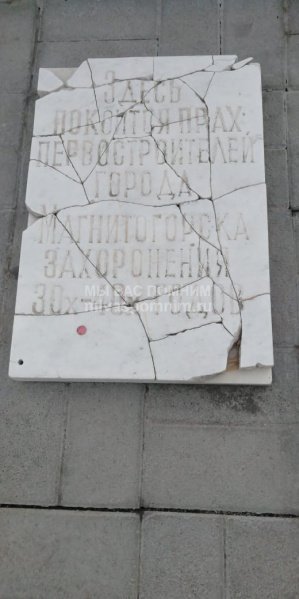 ЗДЕСЬ
ПОКОИТСЯ ПРАХ
ПЕРВОСТРОИТЕЛЕЙ
ГОРОДА
МАГНИТОГОРСКА
ЗАХОРОНЕНИЯ
30х
МЫ ВАС ПОМНИМ